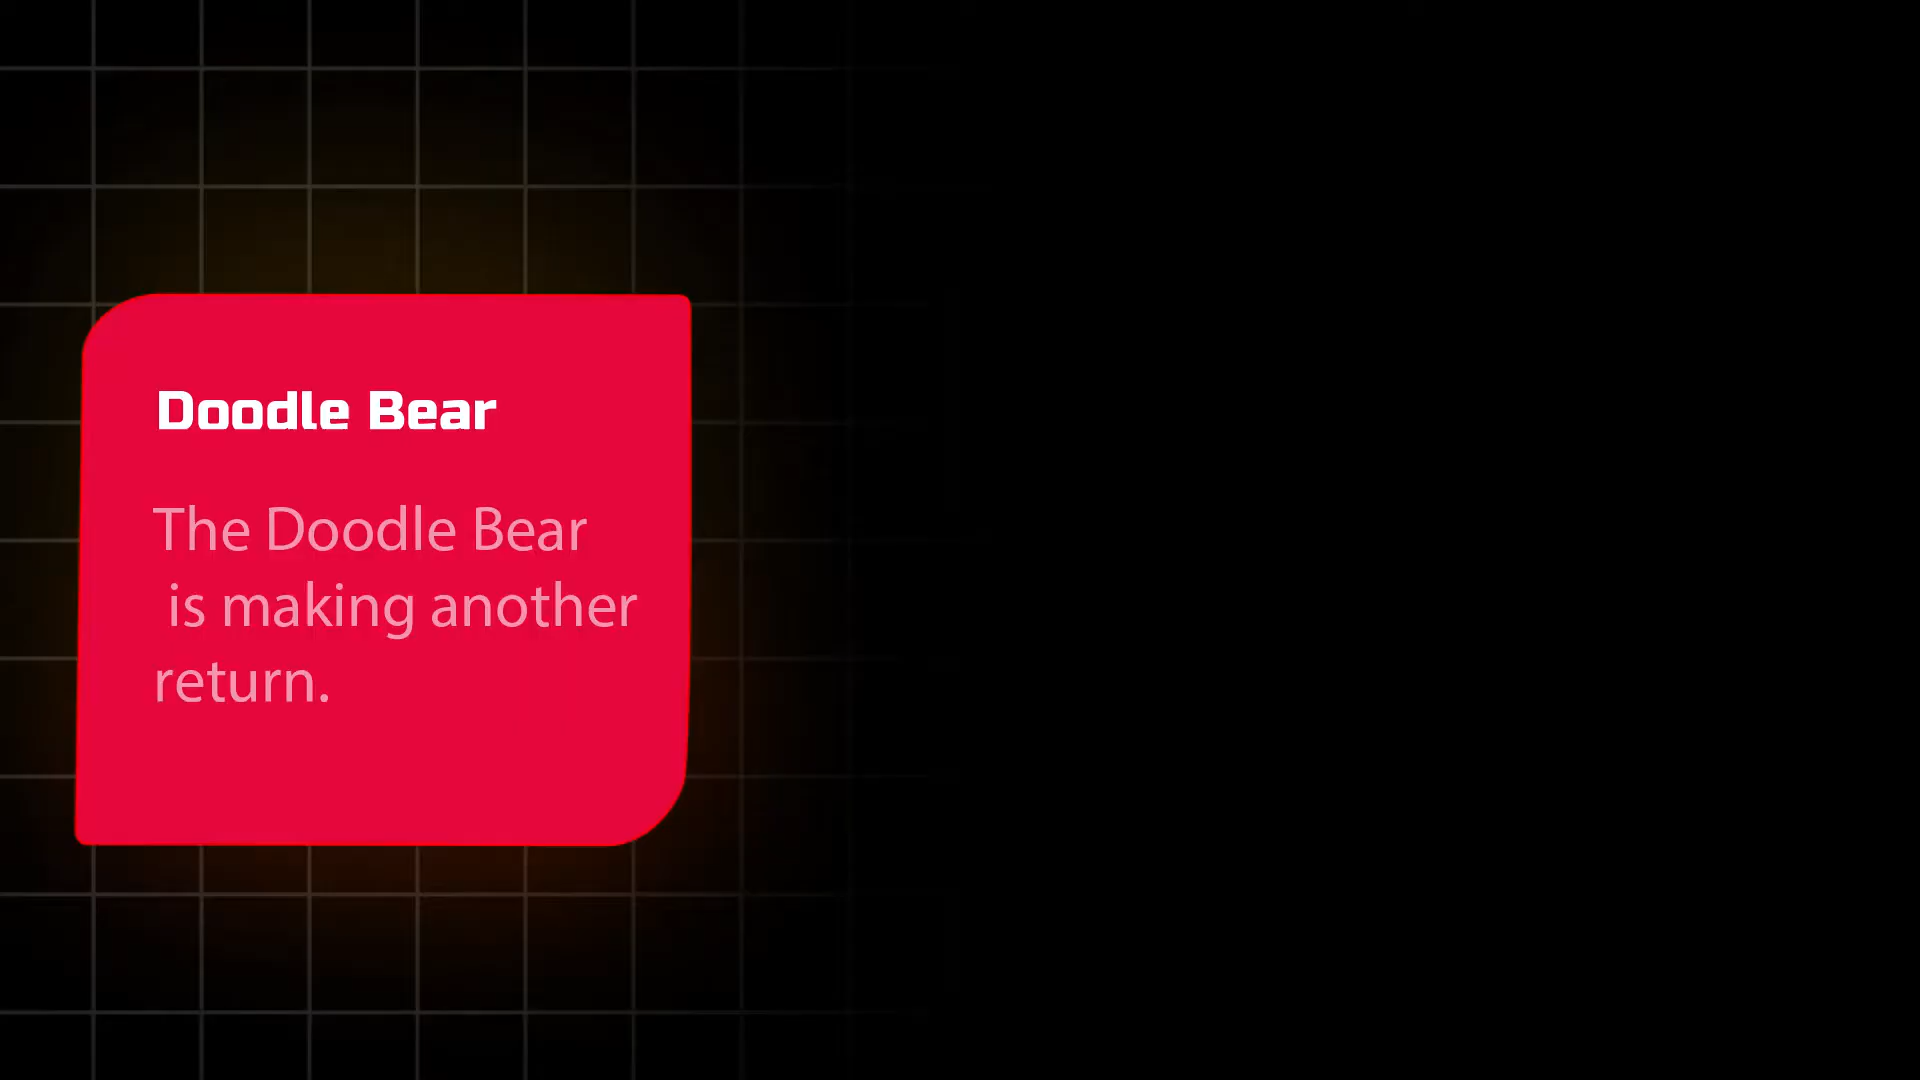 Doodle Bear
The Doodle Bear
is making another
return.